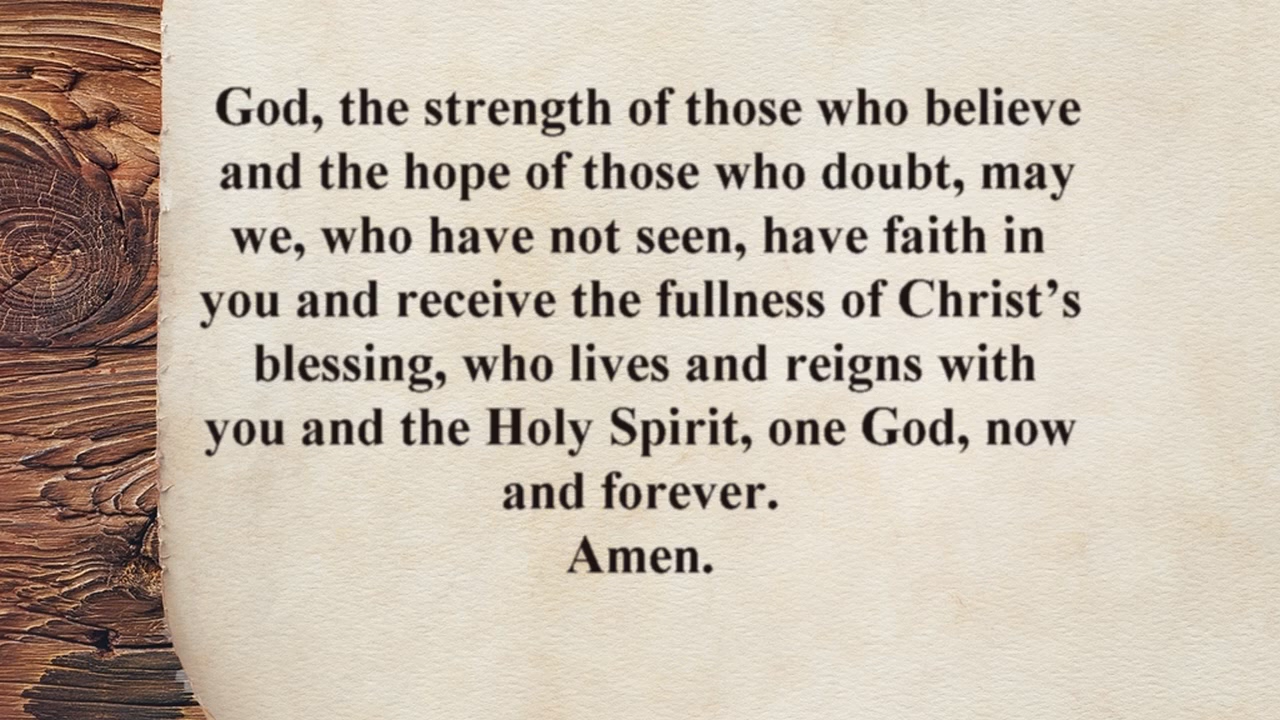 God, the strength of those who believe
and the hope of those who doubt, may
we, who have not seen, have faith in
you and receive the fullness of Christ’s
blessing, who lives and reigns with
you and the Holy Spirit, one God, now
and forever.
Amen.